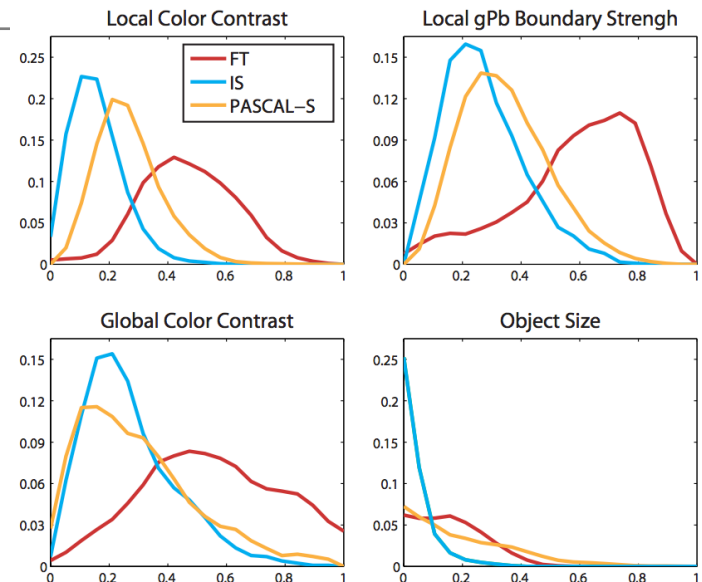 Local Color Contrast
0.25
0.2
0.15
0.1
0.05
0
0 0.2 0.4 0.6 0.8 1
FT
IS
PASCAL–S
Local gPb Boundary Strengh
0.15
0.12
0.09
0.06
0.03
0
0 0.2 0.4 0.6 0.8 1
Global Color Contrast
0.15
0.12
0.09
0.06
0.03
0
0 0.2 0.4 0.6 0.8 1
Object Size
0.25
0.2
0.15
0.1
0.05
0
0 0.2 0.4 0.6 0.8 1